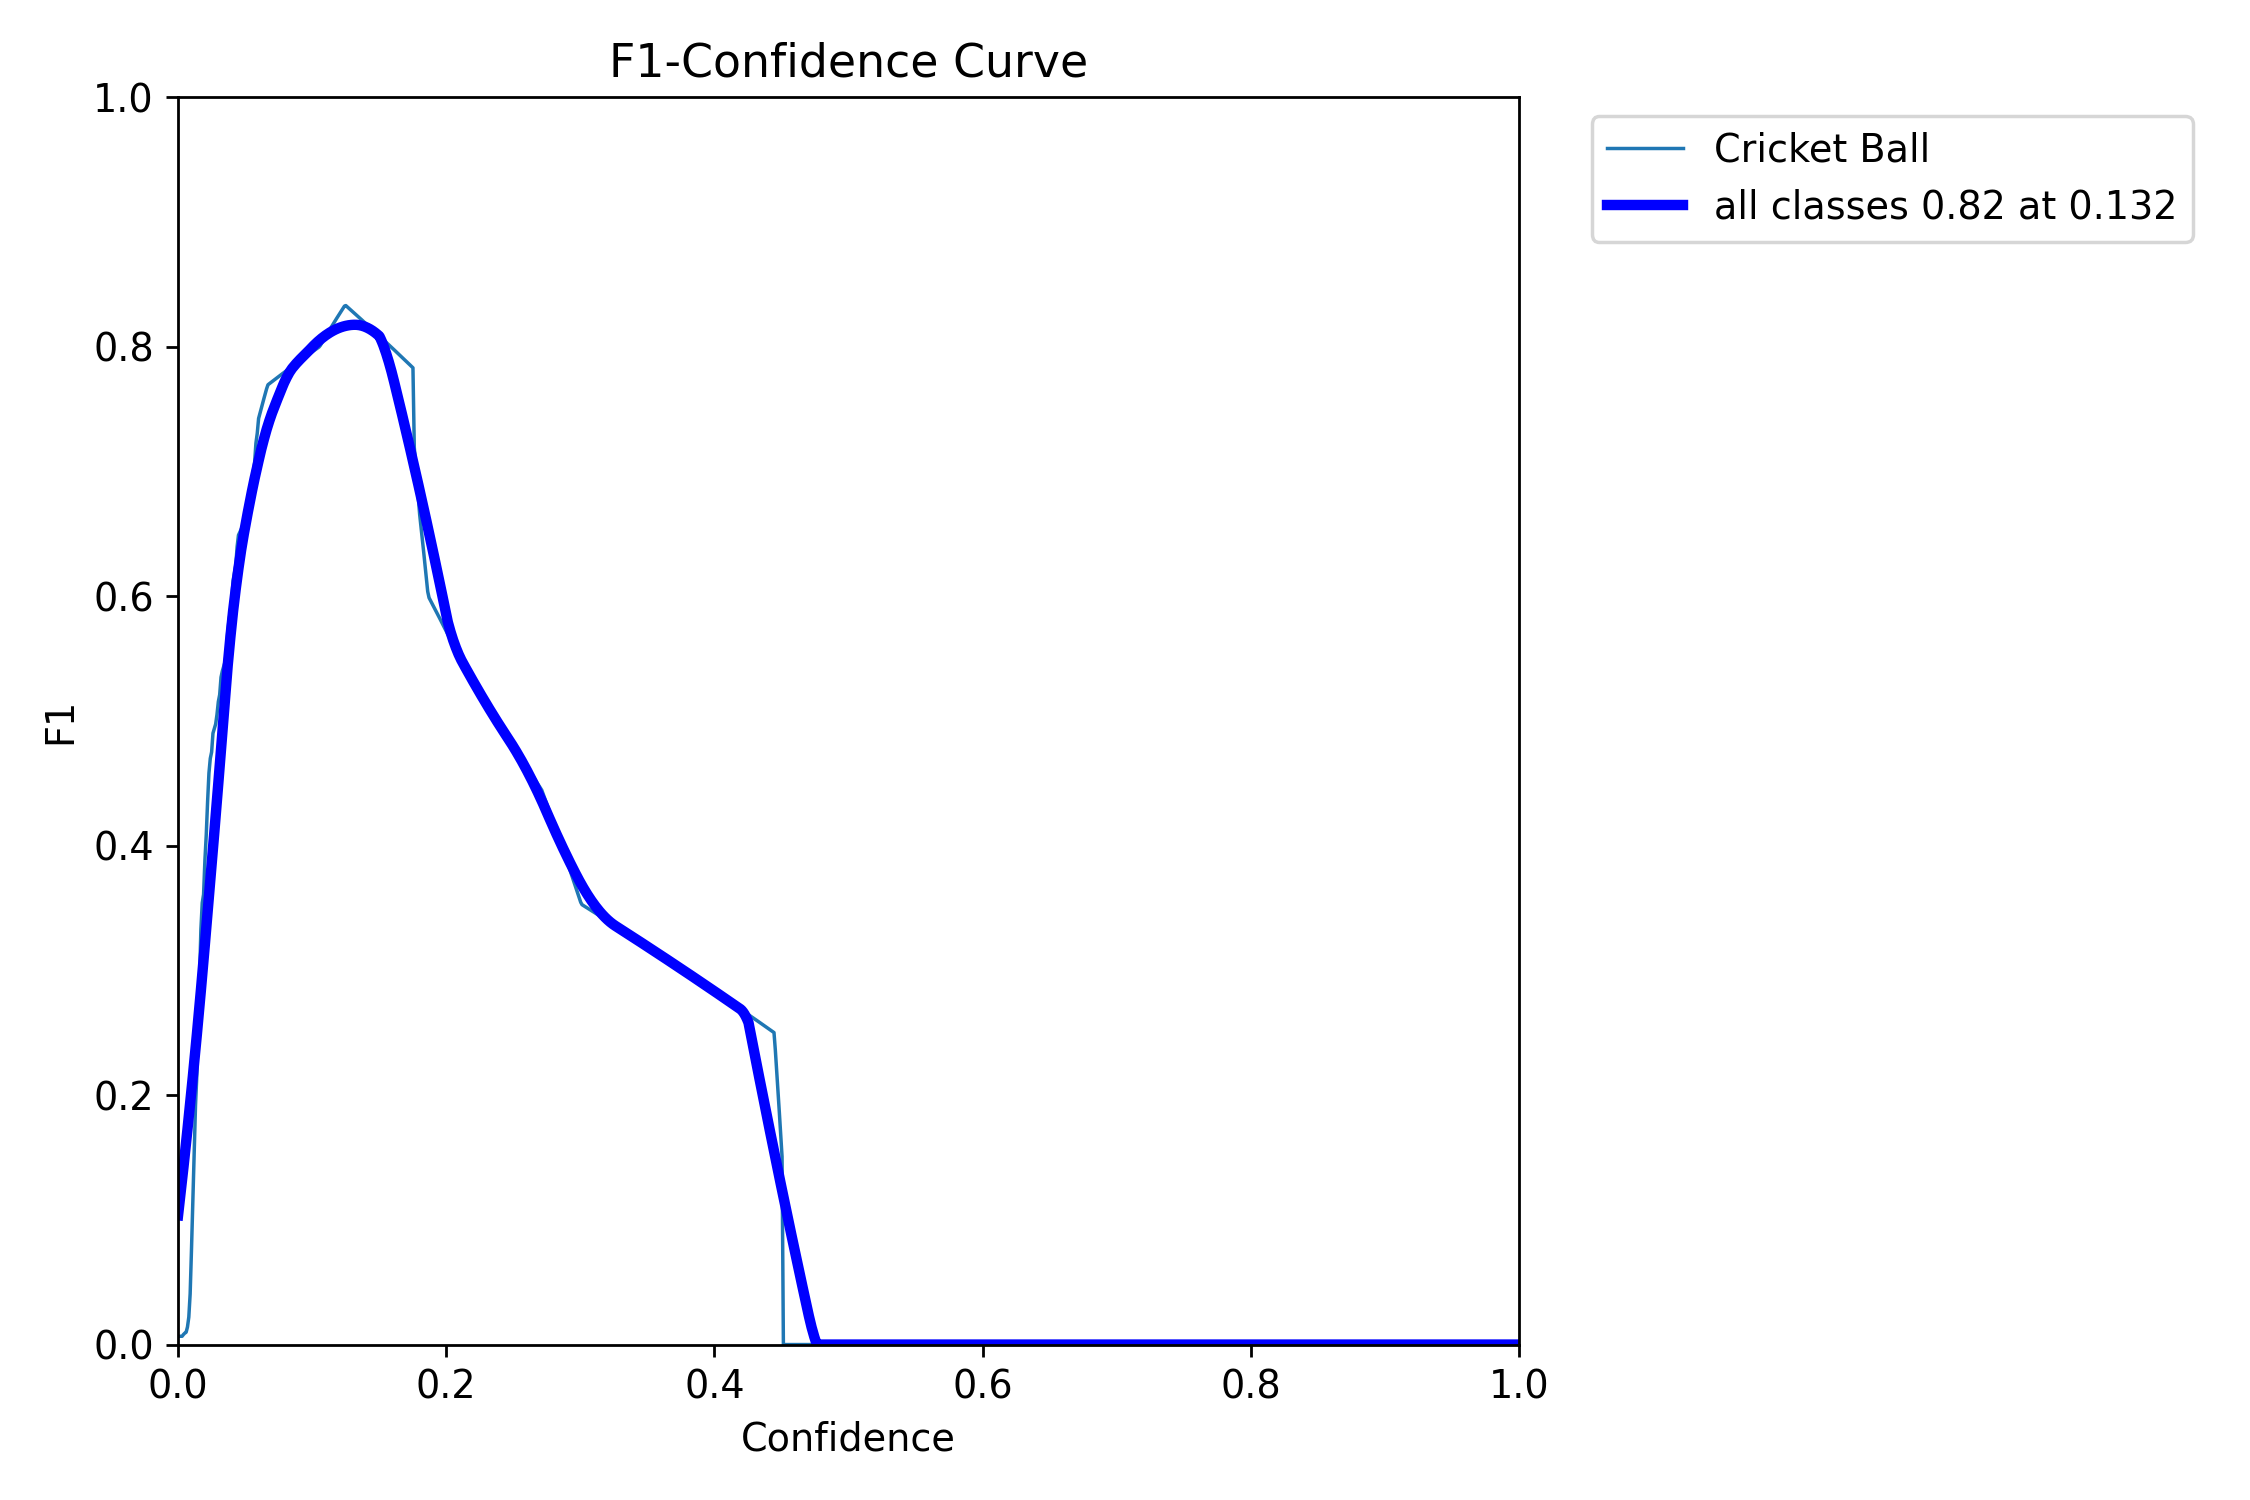 F1-Confidence Curve
1.0
0.8
0.6
0.4
0.2
0.0
F1
0.0 0.2 0.4 0.6 0.8 1.0
Confidence
Cricket Ball
all classes 0.82 at 0.132